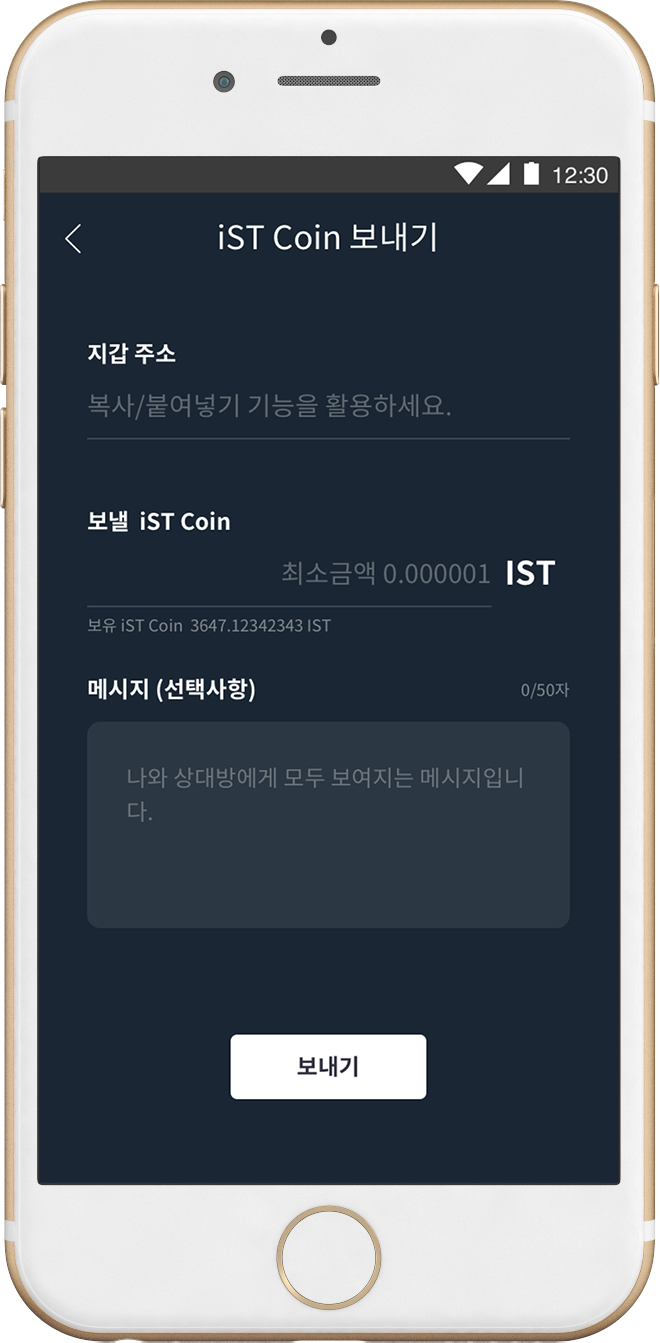 12:30
iST Coin 보내기
지갑 주소
복사/붙여넣기 기능을 활용하세요.
보낼 iST Coin
최소금액 0.000001 IST
보유 iST Coin 3647.12342343 IST
메시지 (선택사항) 0/50자
나와 상대방에게 모두 보여지는 메시지입니
다.
보내기